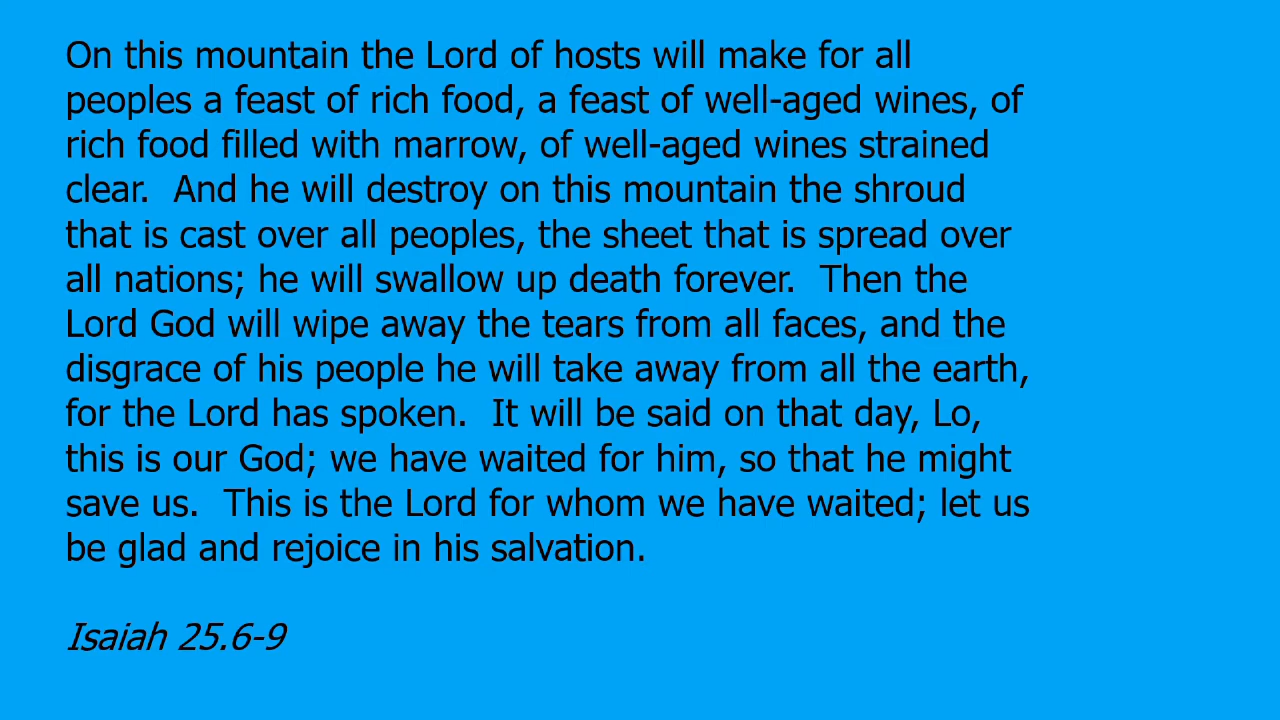 On this mountain the Lord of hosts will make for all
peoples a feast of rich food, a feast of well-aged wines, of
rich food filled with marrow, of well-aged wines strained
clear.  And he will destroy on this mountain the shroud
that is cast over all peoples, the sheet that is spread over
all nations; he will swallow up death forever.  Then the
Lord God will wipe away the tears from all faces, and the
disgrace of his people he will take away from all the earth,
for the Lord has spoken.  It will be said on that day, Lo,
this is our God; we have waited for him, so that he might
save us.  This is the Lord for whom we have waited; let us
be glad and rejoice in his salvation.
Isaiah 25.6-9